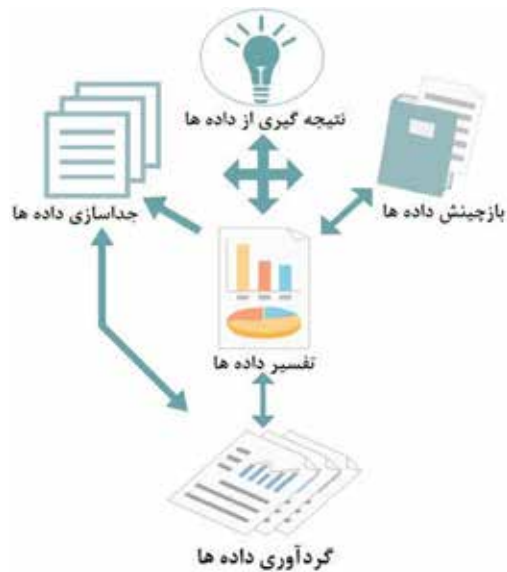 نتیجه گیری از داده ها
بازچینش داده ها
جداسازی داده ها
تفسیر داده ها
گردآوری داده ها